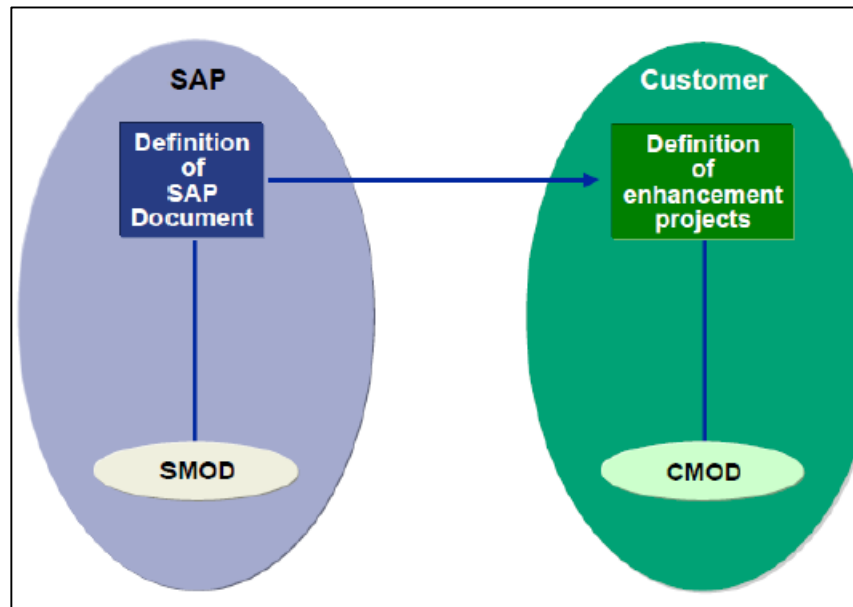 SAP
Definition
of
SAP
Document
SMOD
Customer
Definition
of
enhancement
projects
CMOD